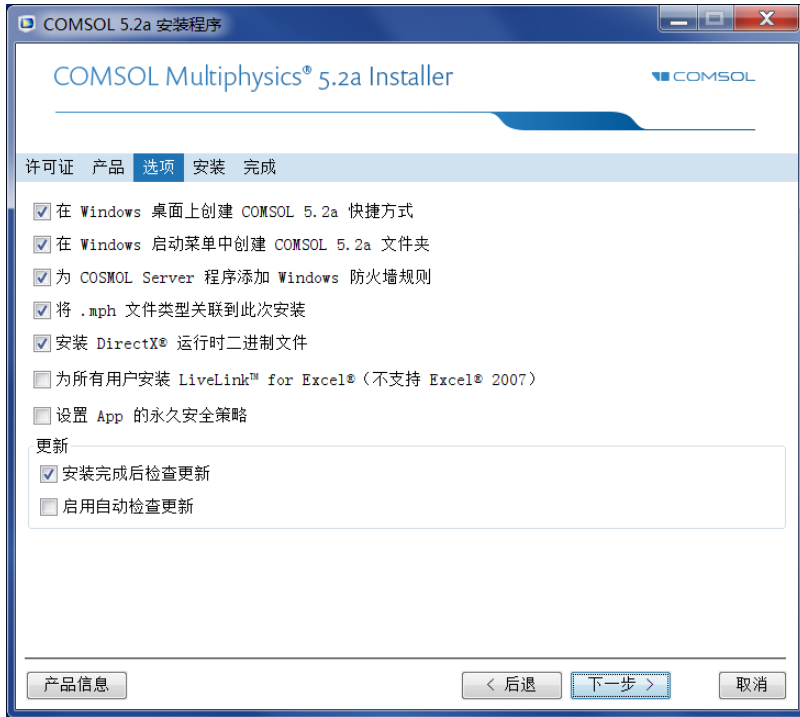 COMSOL 5.2a 安装程序
COMSOL Multiphysics® 5.2a Installer
COMSOL
许可证 产品 选项 安装 完成
在 Windows 桌面上创建 COMSOL 5.2a 快捷方式
在 Windows 启动菜单中创建 COMSOL 5.2a 文件夹
为 COSMOL Server 程序添加 Windows 防火墙规则
将 .mph 文件类型关联到此次安装
安装 DirectX® 运行时二进制文件
为所有用户安装 LiveLink™ for Excel®（不支持 Excel® 2007）
设置 App 的永久安全策略
更新
安装完成后检查更新
启用自动检查更新
产品信息 < 后退 下一步 > 取消